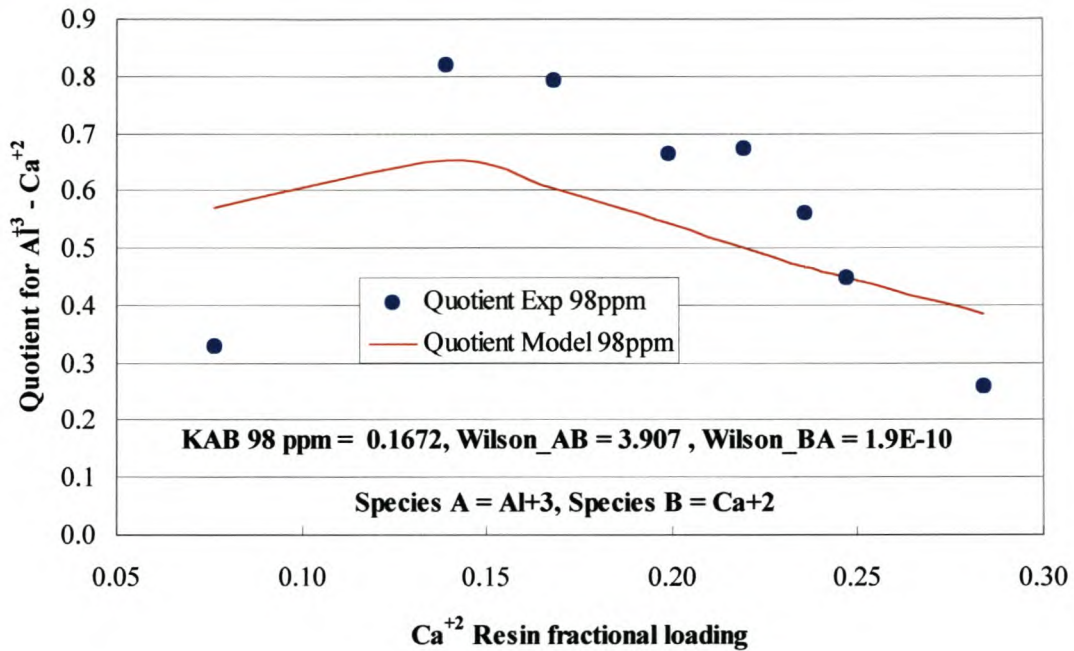 0.9
0.8
0.7
0.6
0.5
0.4
0.3
0.2
0.1
0.0
Quotient for Al⁺³ - Ca⁺²
Quotient Exp 98ppm
Quotient Model 98ppm
KAB 98 ppm = 0.1672, Wilson_AB = 3.907 , Wilson_BA = 1.9E-10
Species A = Al+3, Species B = Ca+2
0.05 0.10 0.15 0.20 0.25 0.30
Ca⁺² Resin fractional loading